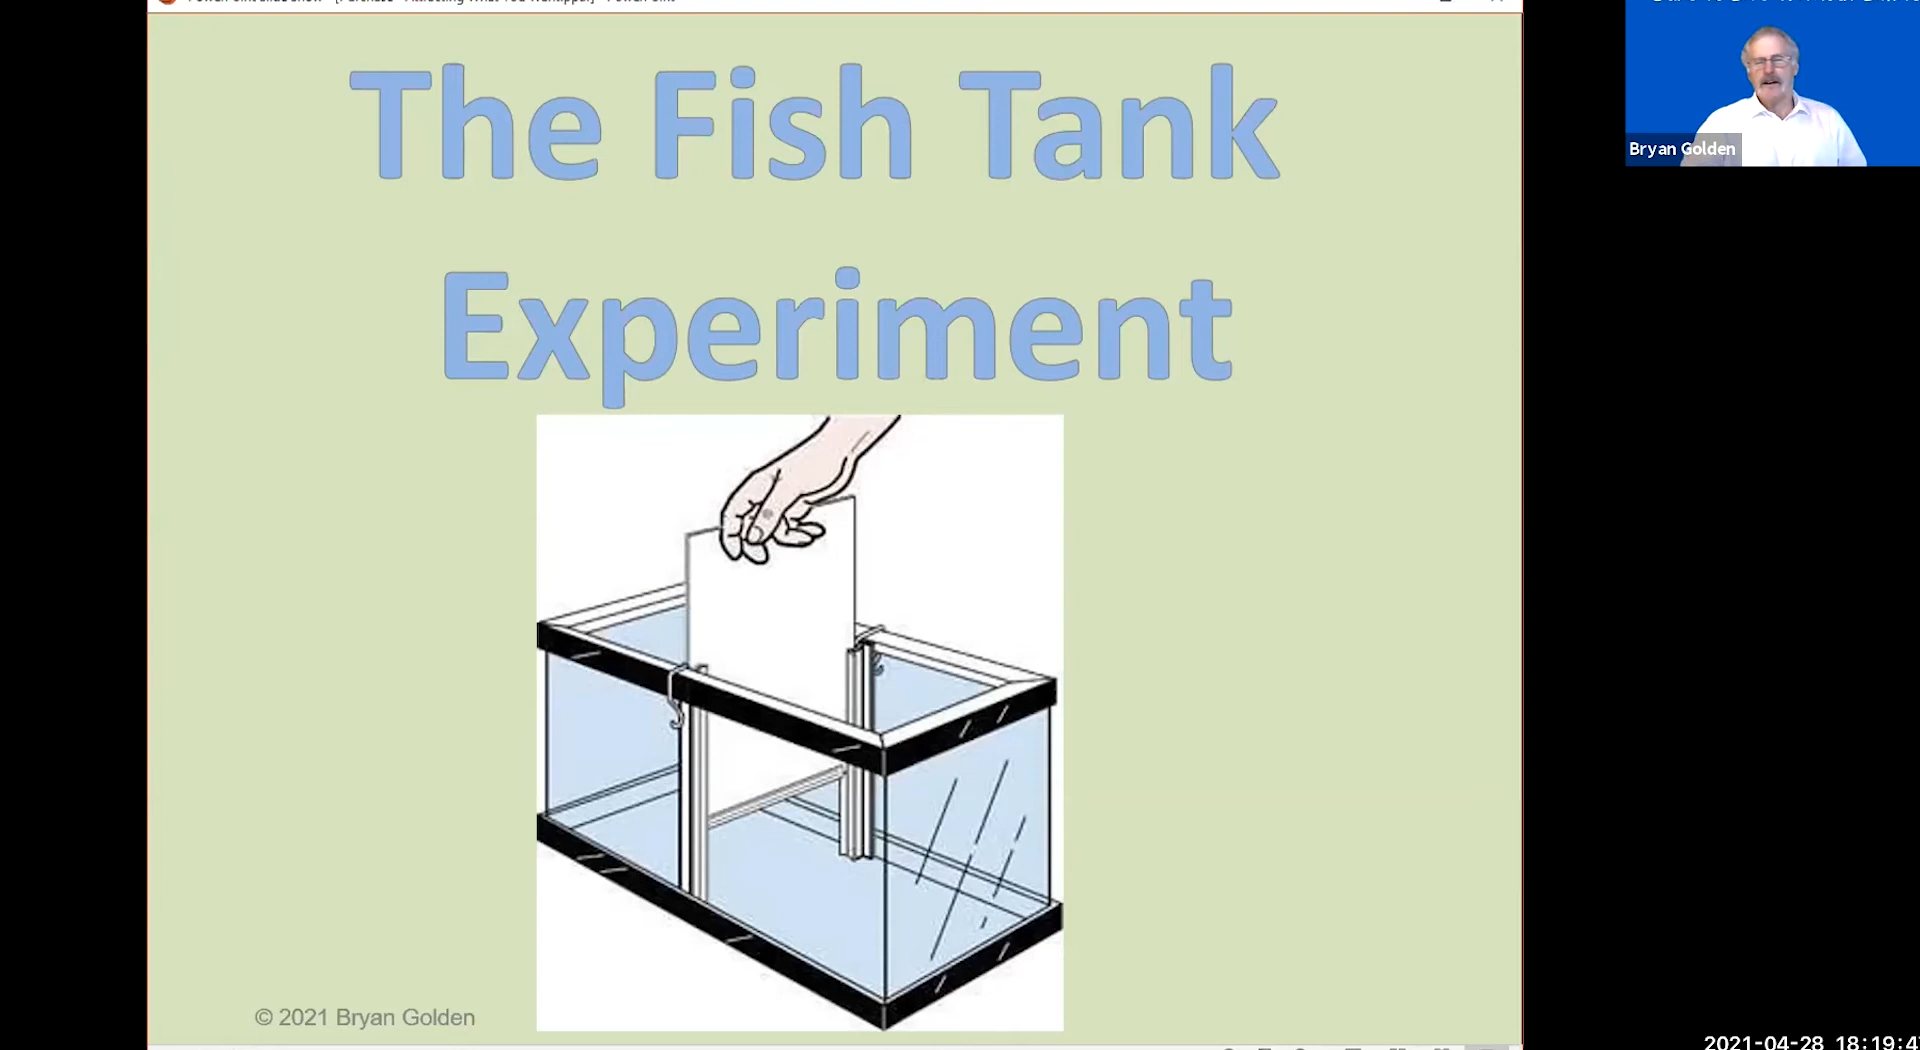 The Fish Tank
Experiment
© 2021 Bryan Golden
Bryan Golden
2021-04-28 18:19:4